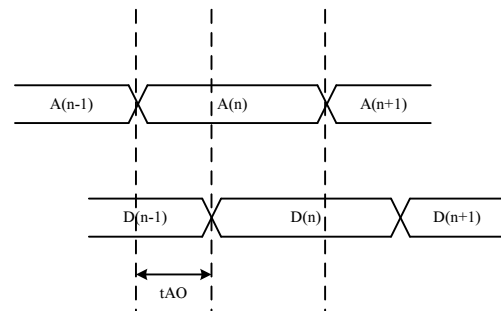 A(n-1) A(n) A(n+1)
D(n-1) D(n) D(n+1)
tAO